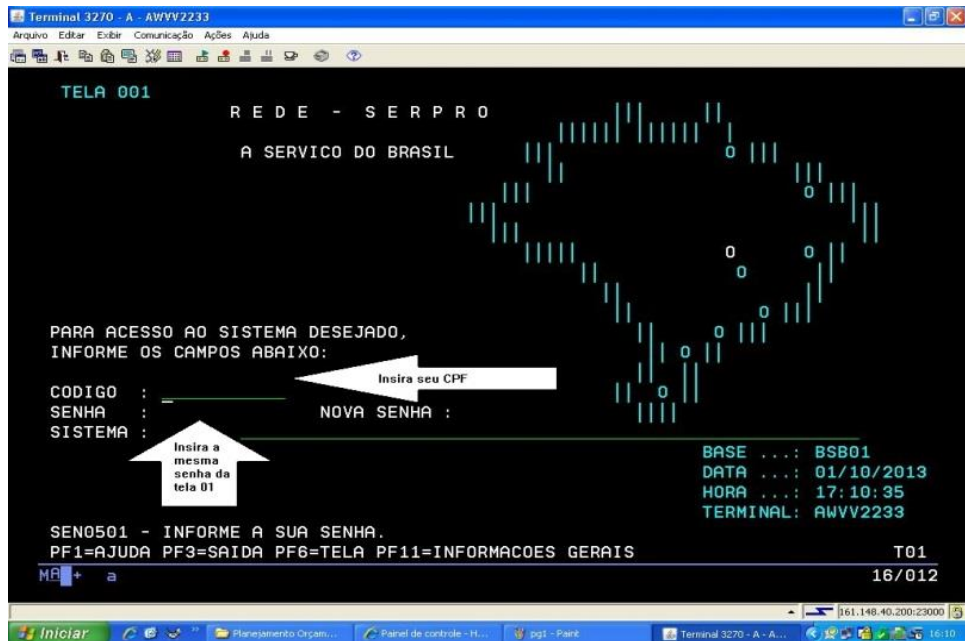 Terminal 3270 - A - AWVV2233
Arquivo Editar Exibir Comunicação Ações Ajuda
TELA 001
R E D E - S E R P R O
A SERVICO DO BRASIL
PARA ACESSO AO SISTEMA DESEJADO,
INFORME OS CAMPOS ABAIXO:
Insira seu CPF
CODIGO :
SENHA : NOVA SENHA :
SISTEMA :
Insira a
mesma
senha da
tela 01
BASE ...: BSB01
DATA ...: 01/10/2013
HORA ...: 17:10:35
TERMINAL: AWVV2233
SEN0501 - INFORME A SUA SENHA.
PF1=AJUDA PF3=SAIDA PF6=TELA PF11=INFORMACOES GERAIS T01
MA + a 16/012
161.148.40.200:23000
Iniciar Planejamento Orçam... Painel de controle - H... pg1 - Paint Terminal 3270 - A - A... 16:10